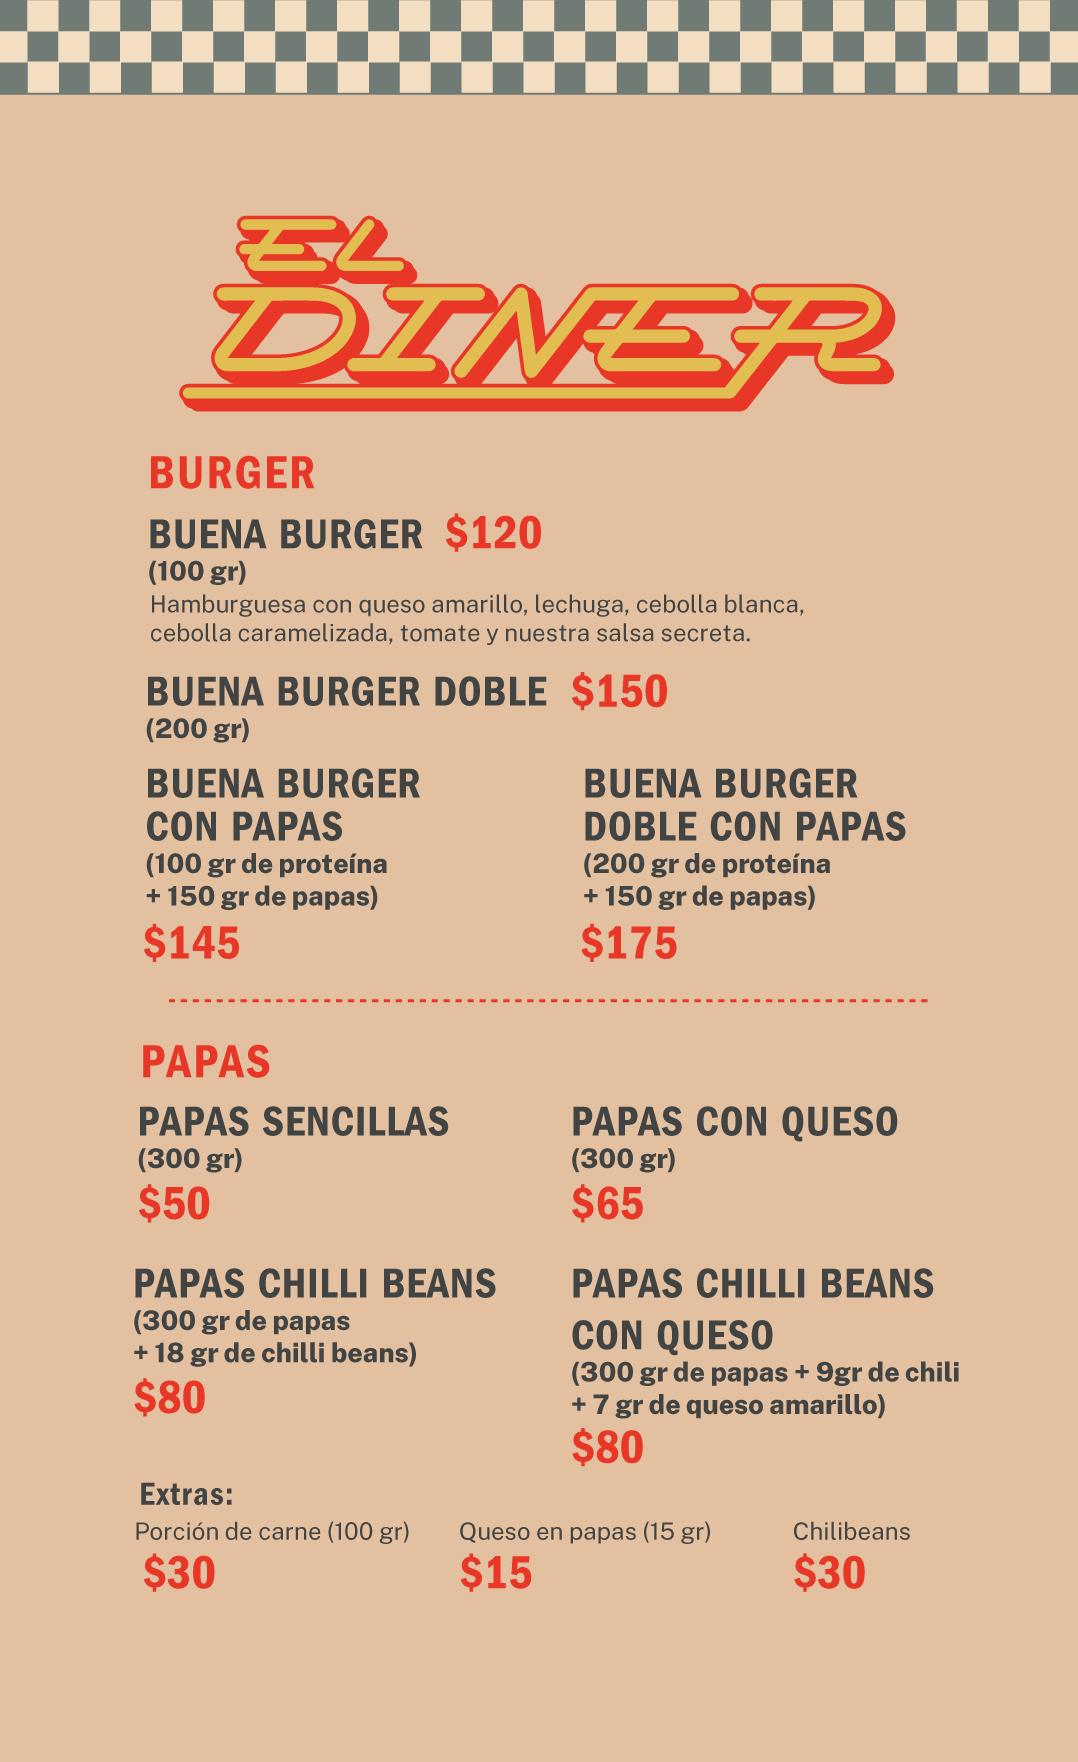 EL
DINER
BURGER
BUENA BURGER $120
(100 gr)
Hamburguesa con queso amarillo, lechuga, cebolla blanca,
cebolla caramelizada, tomate y nuestra salsa secreta.
BUENA BURGER DOBLE $150
(200 gr)
BUENA BURGER
CON PAPAS
(100 gr de proteína
+ 150 gr de papas)
$145
BUENA BURGER
DOBLE CON PAPAS
(200 gr de proteína
+ 150 gr de papas)
$175
PAPAS
PAPAS SENCILLAS
(300 gr)
$50
PAPAS CON QUESO
(300 gr)
$65
PAPAS CHILLI BEANS
(300 gr de papas
+ 18 gr de chilli beans)
$80
PAPAS CHILLI BEANS
CON QUESO
(300 gr de papas + 9gr de chili
+ 7 gr de queso amarillo)
$80
Extras:
Porción de carne (100 gr)
$30
Queso en papas (15 gr)
$15
Chilibeans
$30